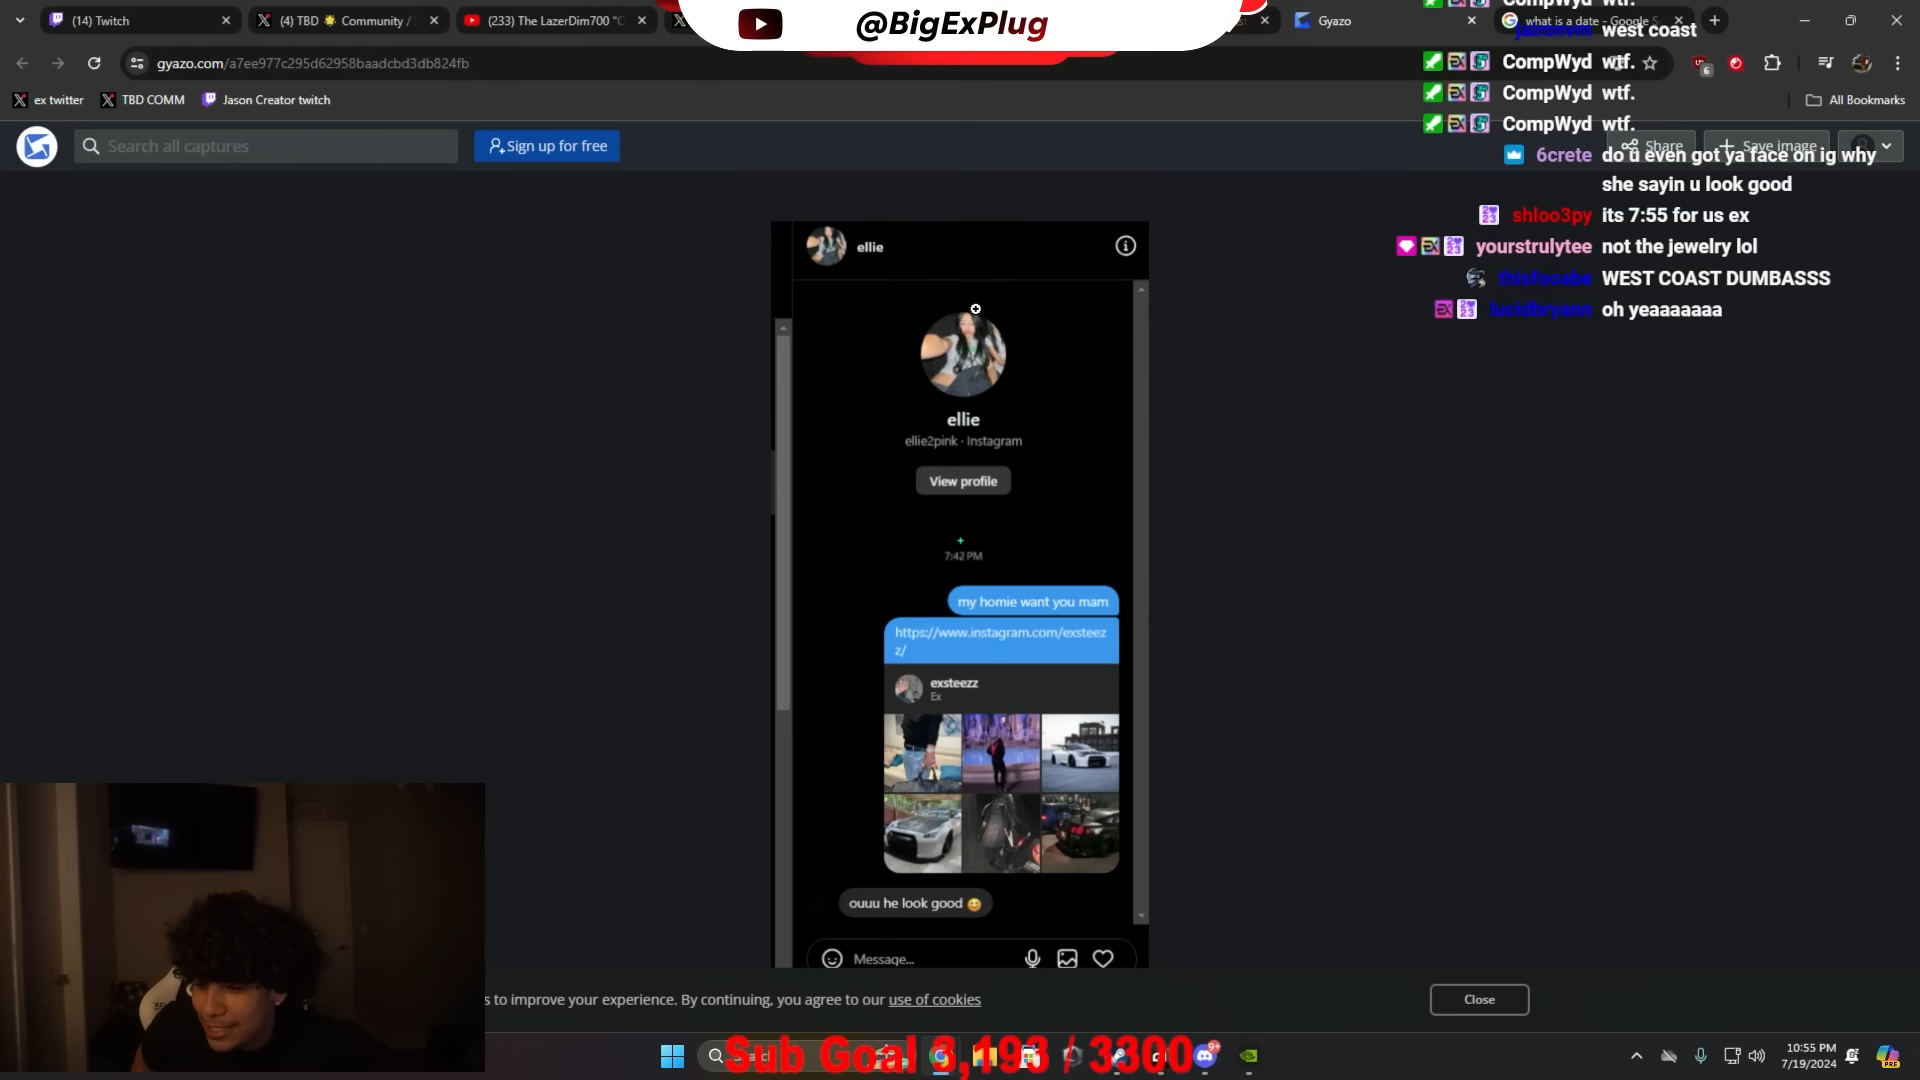 (14) Twitch
(4) TBD 🌟 Community /
(233) The LazerDim700 "C
Gyazo
what is a date - Google S
@BigExPlug
gyazo.com/a7ee977c295d62958baadcbd3db824fb
6
ex twitter
TBD COMM
Jason Creator twitch
All Bookmarks
Search all captures
Sign up for free
Share
Save image
wtf.
west coast
CompWyd wtf.
CompWyd wtf.
CompWyd wtf.
6crete do u even got ya face on ig why
she sayin u look good
shloo3py its 7:55 for us ex
yourstrulytee not the jewelry lol
thisfooabe WEST COAST DUMBASSS
lucidbryann oh yeaaaaaaa
ellie
ellie
ellie2pink · Instagram
View profile
7:42 PM
my homie want you mam
https://www.instagram.com/exsteez
z/
exsteezz
Ex
ouuu he look good 😊
Message...
s to improve your experience. By continuing, you agree to our use of cookies
Close
Sub Goal 3,193 / 3300
9+
10:55 PM
7/19/2024
PRE